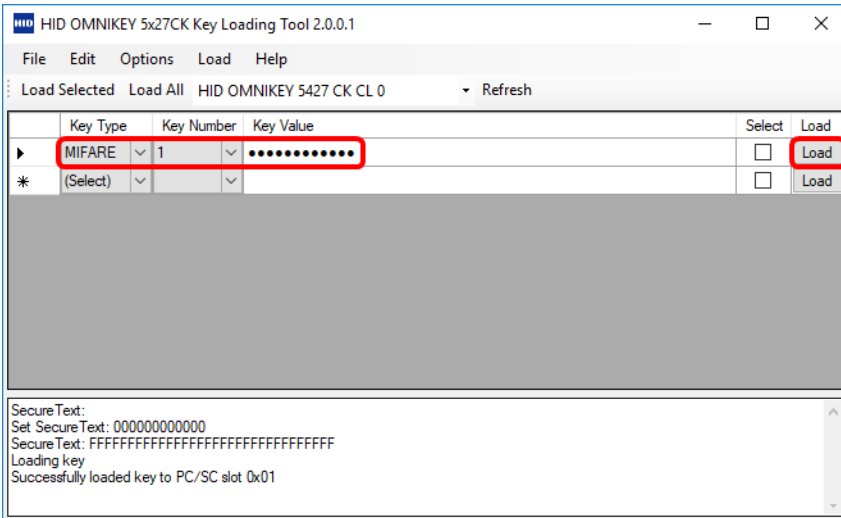 HID HID OMNIKEY 5x27CK Key Loading Tool 2.0.0.1
File Edit Options Load Help
Load Selected Load All HID OMNIKEY 5427 CK CL 0 Refresh
Key Type Key Number Key Value Select Load
MIFARE 1 ●●●●●●●●●●●● Load
(Select) Load
SecureText:
Set SecureText: 000000000000
SecureText: FFFFFFFFFFFFFFFFFFFFFFFFFFFFFFFF
Loading key
Successfully loaded key to PC/SC slot 0x01